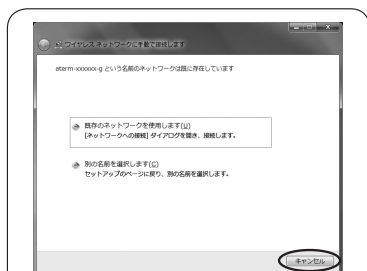 ワイヤレス ネットワークに手動で接続します
aterm-xxxxxx-g という名前のネットワークは既に存在しています
既存のネットワークを使用します(U)
[ネットワークへの接続] ダイアログを開き、接続します。
別の名前を選択します(C)
セットアップのページに戻り、別の名前を選択します。
キャンセル